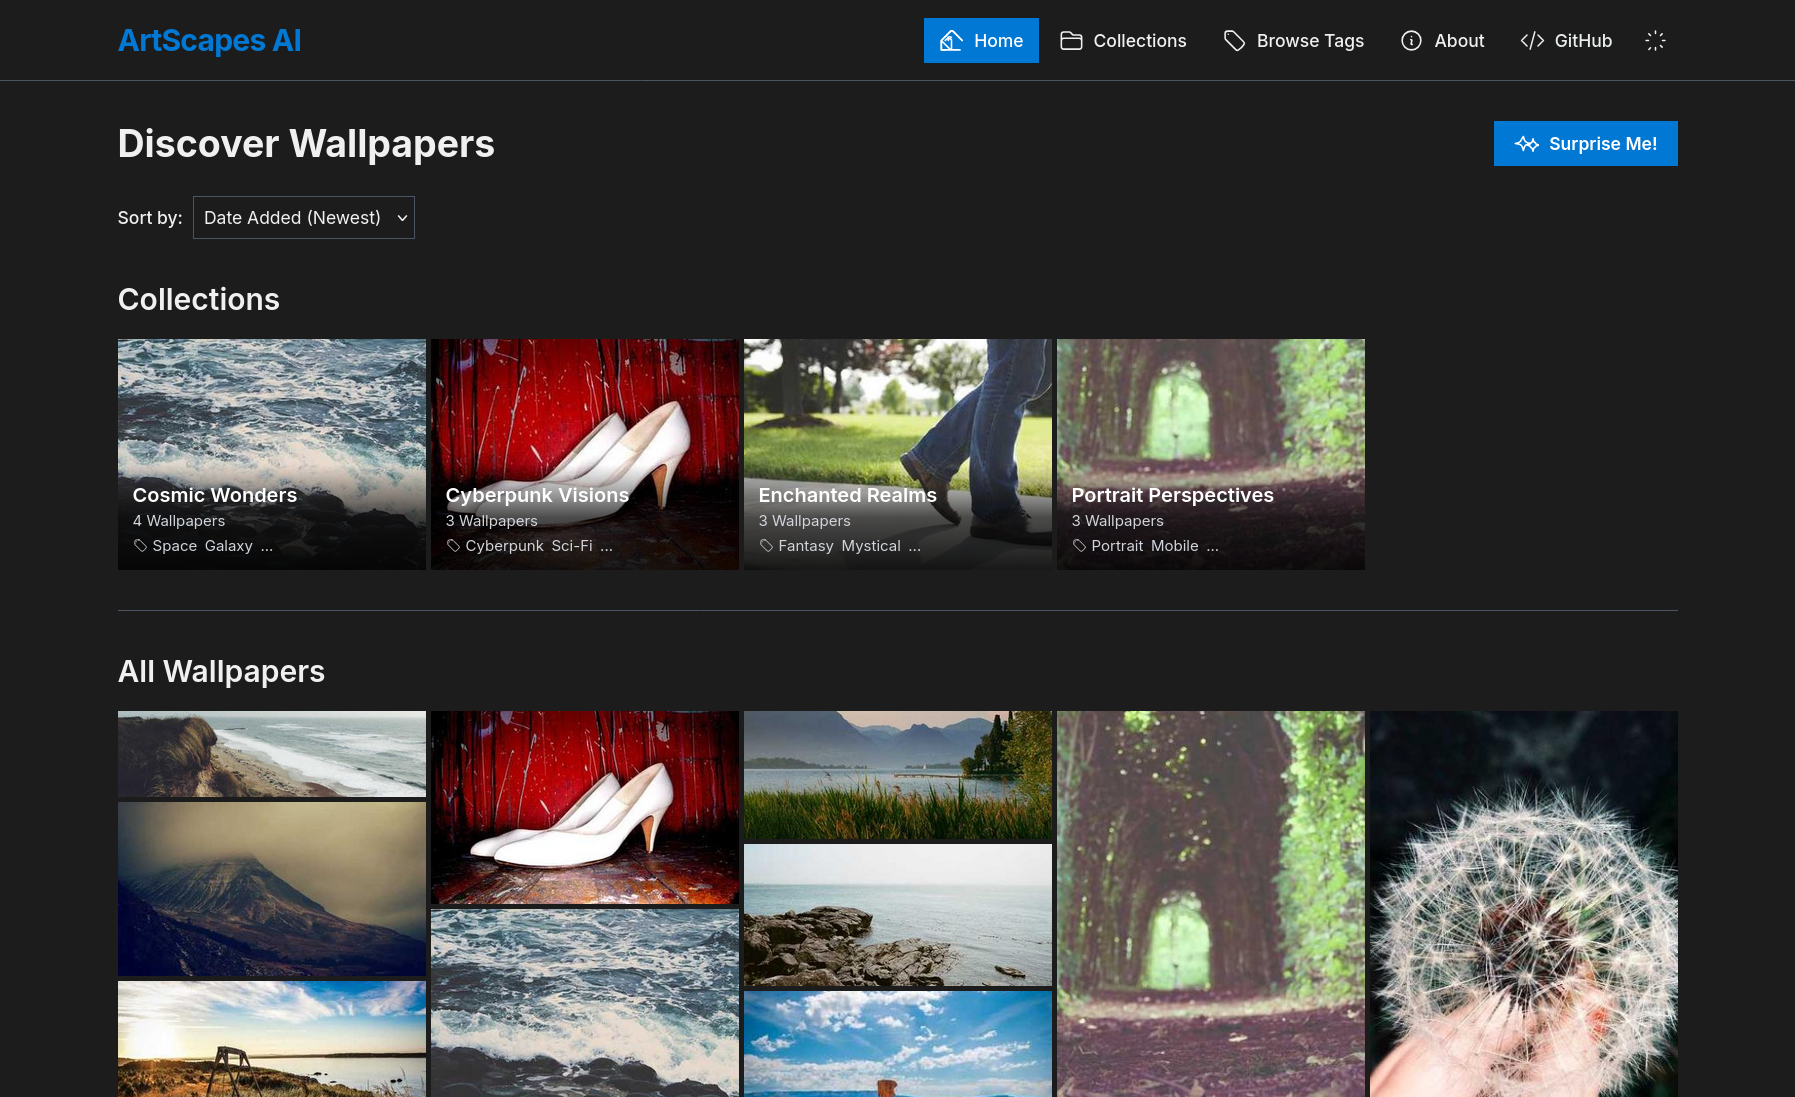 ArtScapes AI
Home
Collections
Browse Tags
About
GitHub
Discover Wallpapers
Surprise Me!
Sort by:
Date Added (Newest)
Collections
Cosmic Wonders
4 Wallpapers
Space Galaxy ...
Cyberpunk Visions
3 Wallpapers
Cyberpunk Sci-Fi ...
Enchanted Realms
3 Wallpapers
Fantasy Mystical ...
Portrait Perspectives
3 Wallpapers
Portrait Mobile ...
All Wallpapers